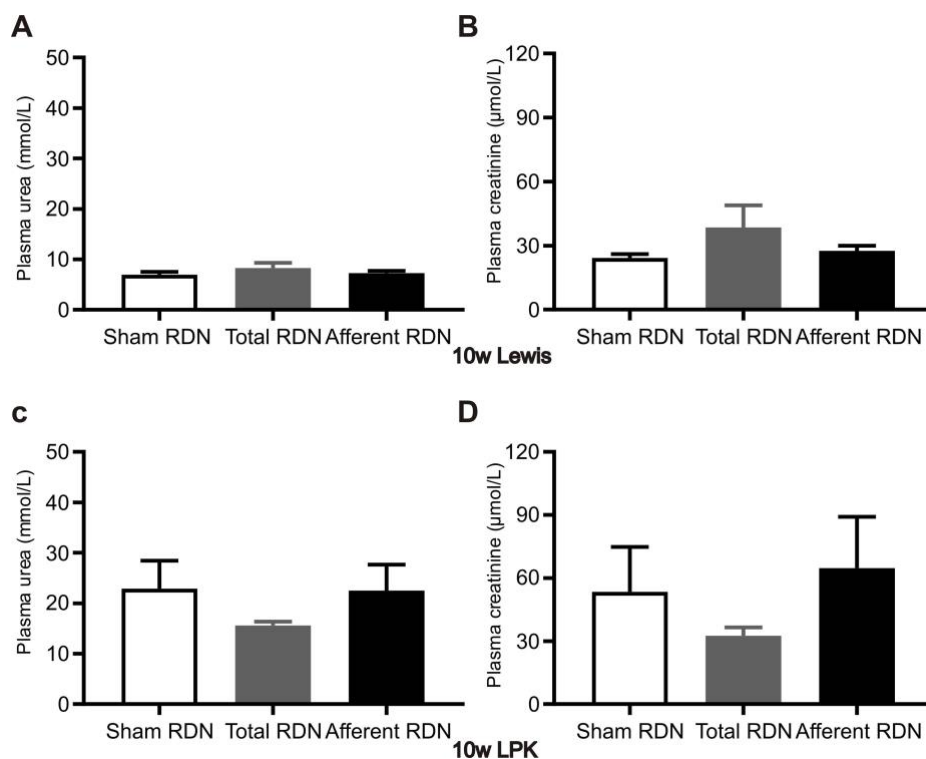 A
Plasma urea (mmol/L)
50
40
30
20
10
0
Sham RDN Total RDN Afferent RDN
B
Plasma creatinine (µmol/L)
120
90
60
30
0
Sham RDN Total RDN Afferent RDN
10w Lewis
c
Plasma urea (mmol/L)
50
40
30
20
10
0
Sham RDN Total RDN Afferent RDN
D
Plasma creatinine (µmol/L)
120
90
60
30
0
Sham RDN Total RDN Afferent RDN
10w LPK